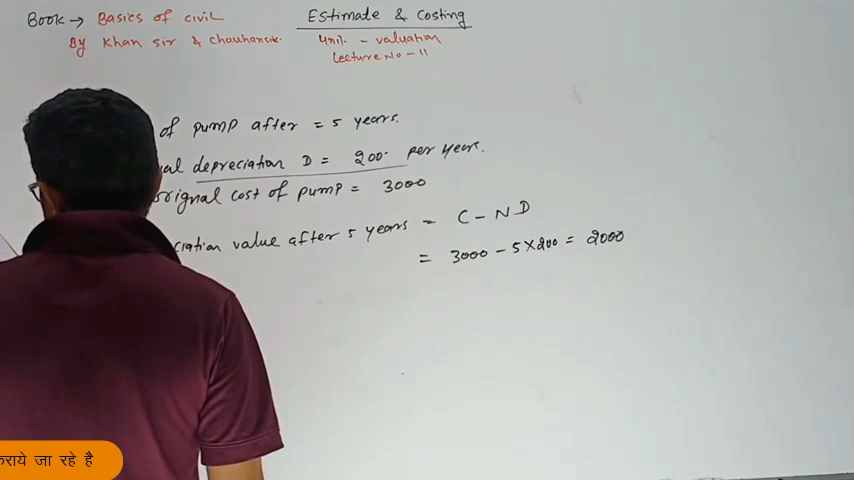 Book → Basics of civil
By Khan sir & Chauhansir.
Estimate & Costing
Unit - valuation
Lecture No - 11
of pump after = 5 years.
depreciation D = 200 per year.
orignal cost of pump = 3000
value after 5 years = C - ND
= 3000 - 5×200 = 2000
जा रहे है